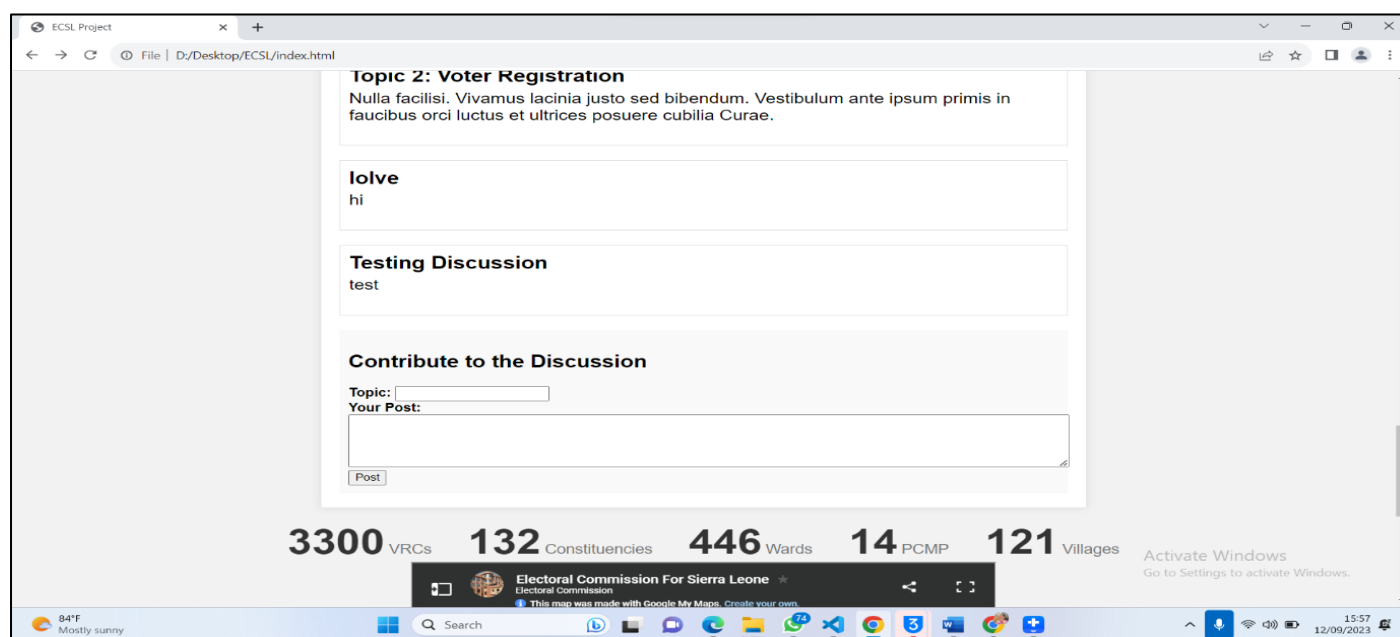 ECSL Project
File | D:/Desktop/ECSL/index.html
Topic 2: Voter Registration
Nulla facilisi. Vivamus lacinia justo sed bibendum. Vestibulum ante ipsum primis in
faucibus orci luctus et ultrices posuere cubilia Curae.
lolve
hi
Testing Discussion
test
Contribute to the Discussion
Topic:
Your Post:
Post
3300 VRCs 132 Constituencies 446 Wards 14 PCMP 121 Villages
Activate Windows
Go to Settings to activate Windows.
Electoral Commission For Sierra Leone
Electoral Commission
This map was made with Google My Maps. Create your own.
84°F
Mostly sunny
Search
74
15:57
12/09/2023